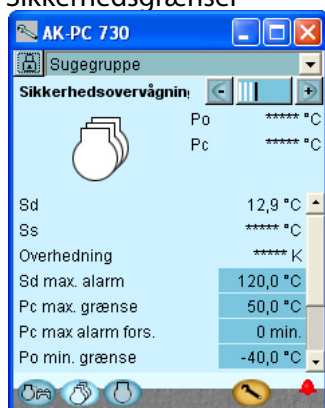 Sikkerhedsgrænser
AK-PC 730
Sugegruppe
Sikkerhedsovervågnin
Po ***** °C
Pc ***** °C
Sd 12,9 °C
Ss ***** °C
Overhedning ***** K
Sd max. alarm 120,0 °C
Pc max. grænse 50,0 °C
Pc max alarm fors. 0 min.
Po min. grænse -40,0 °C